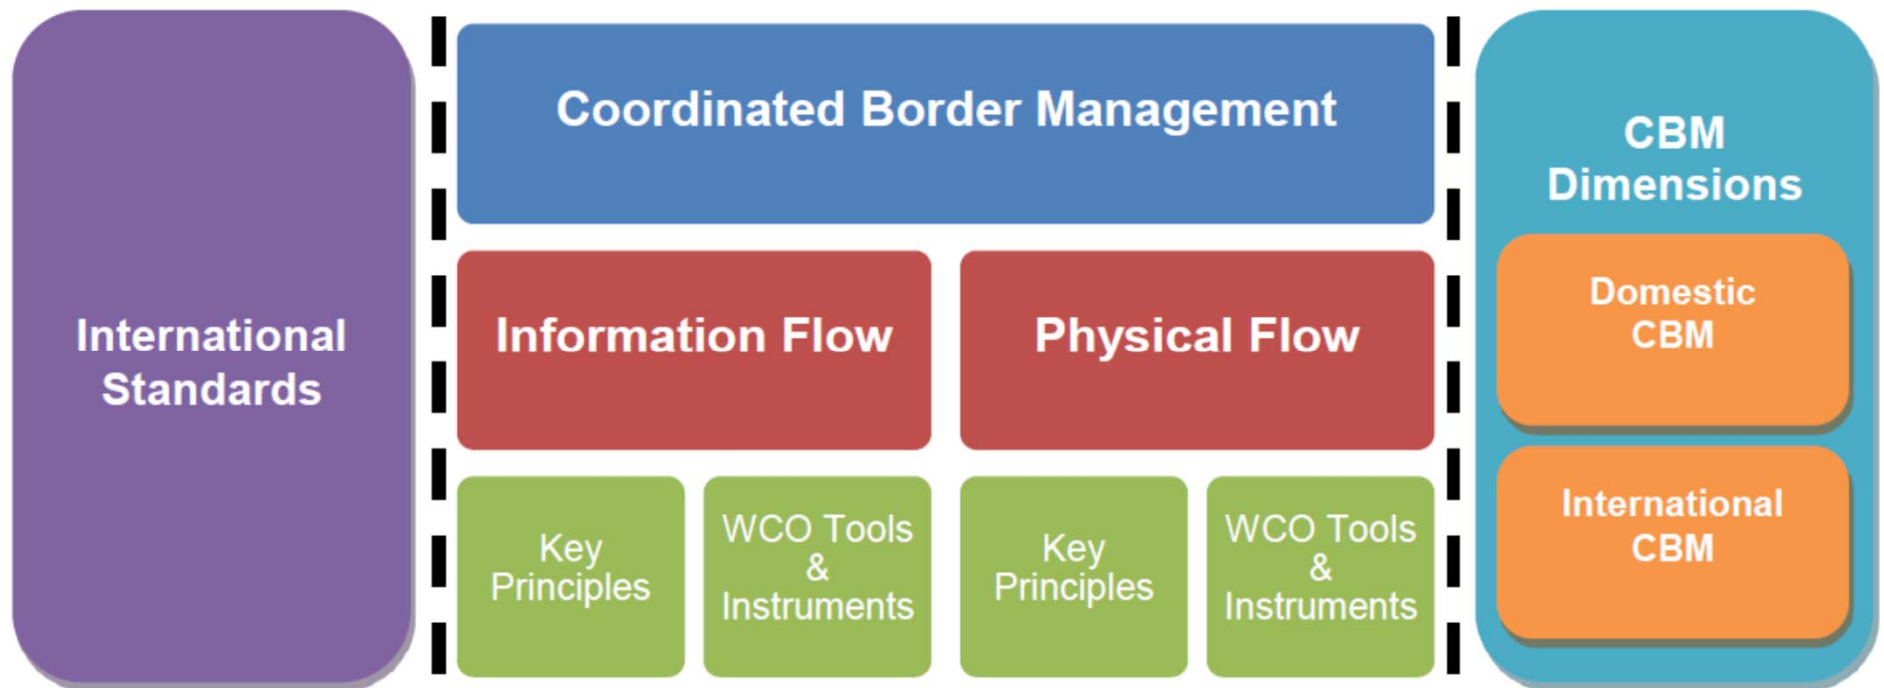 International
Standards
Coordinated Border Management
Information Flow
Physical Flow
Key
Principles
WCO Tools
&
Instruments
Key
Principles
WCO Tools
&
Instruments
CBM
Dimensions
Domestic
CBM
International
CBM